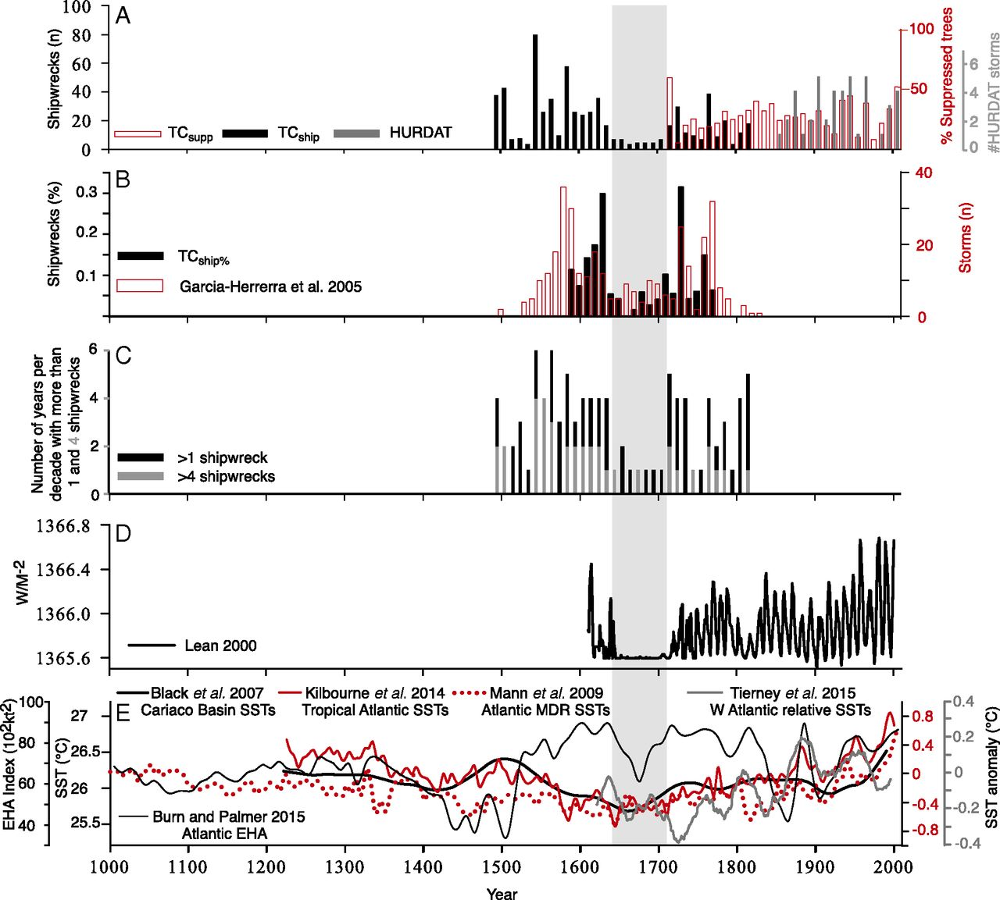 A
100
80
60
40
20
0
Shipwrecks (n)
TCsupp TCship HURDAT
100
50
% Suppressed trees
6
4
2
0
#HURDAT storms
B
0.3
0.2
0.1
Shipwrecks (%)
TCship%
Garcia-Herrerra et al. 2005
40
20
0
Storms (n)
C
6
4
2
0
Number of years per
decade with more than
1 and 4 shipwrecks
>1 shipwreck
>4 shipwrecks
D
1366.8
1366.4
1366.0
1365.6
W/M-2
Lean 2000
Black et al. 2007 Kilbourne et al. 2014 Mann et al. 2009 Tierney et al. 2015
Cariaco Basin SSTs Tropical Atlantic SSTs Atlantic MDR SSTs W Atlantic relative SSTs
E
100
80
60
40
EHA Index (10²kt²)
27
26.5
26
25.5
SST (°C)
Burn and Palmer 2015
Atlantic EHA
0.8
0.4
0
-0.4
-0.8
0.4
0.2
0
-0.2
-0.4
SST anomaly (°C)
1000 1100 1200 1300 1400 1500 1600 1700 1800 1900 2000
Year